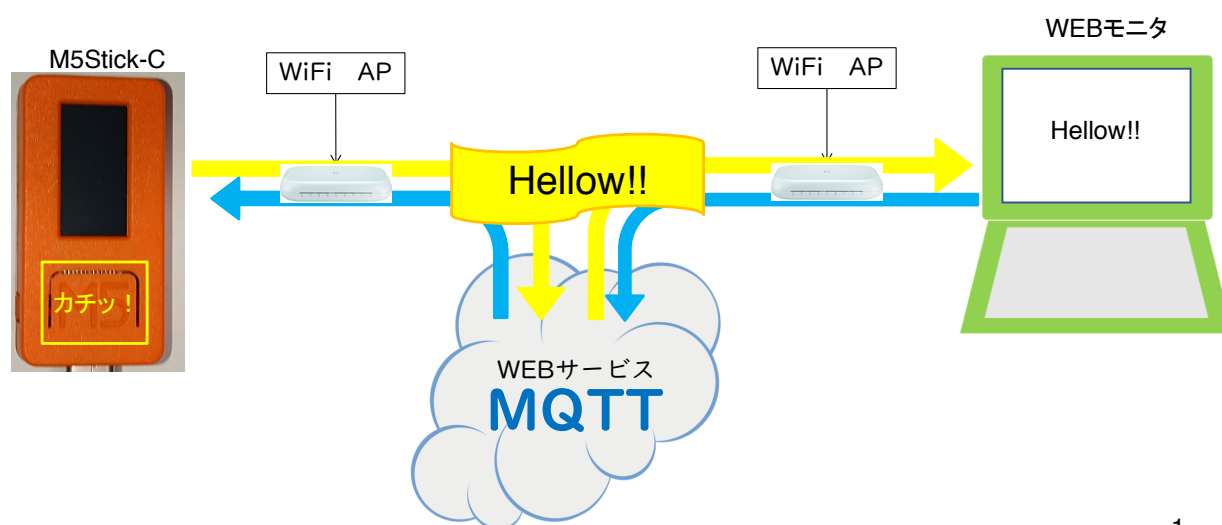 WEBモニタ
M5Stick-C
WiFi AP
WiFi AP
Hellow!!
Hellow!!
カチッ!
M5
WEBサービス
MQTT
1